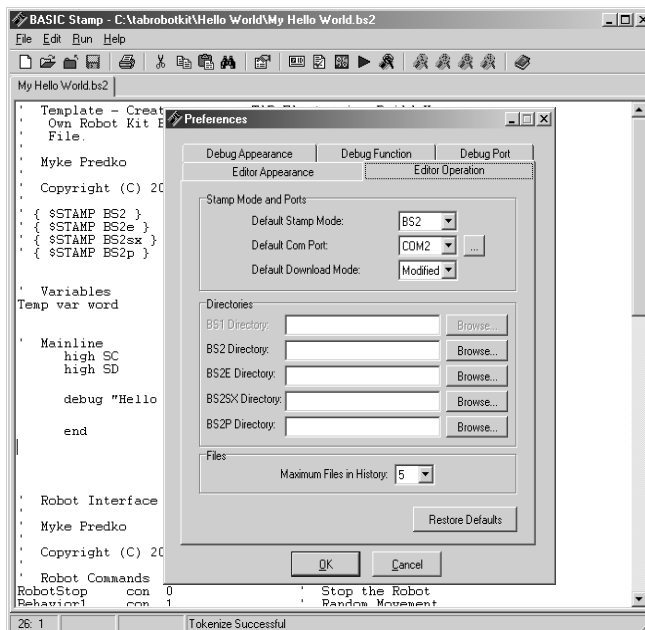 BASIC Stamp - C:\tabrobotkit\Hello World\My Hello World.bs2
File Edit Run Help
My Hello World.bs2
' Template - Creat
' Own Robot Kit E
' File.
'
' Myke Predko
'
' Copyright (C) 20
'
' { $STAMP BS2 }
' { $STAMP BS2e }
' { $STAMP BS2sx }
' { $STAMP BS2p }
' Variables
Temp var word
' Mainline
high SC
high SD
debug "Hello
end
' Robot Interface
'
' Myke Predko
'
' Copyright (C) 20
'
' Robot Commands
RobotStop con 0 ' Stop the Robot
Behavior1 con 1 ' Random Movement
26: 1 Tokenize Successful
Preferences
Debug Appearance Debug Function Debug Port
Editor Appearance Editor Operation
Stamp Mode and Ports
Default Stamp Mode: BS2
Default Com Port: COM2 ...
Default Download Mode: Modified
Directories
BS1 Directory: Browse...
BS2 Directory: Browse...
BS2E Directory: Browse...
BS2SX Directory: Browse...
BS2P Directory: Browse...
Files
Maximum Files in History: 5
Restore Defaults
OK Cancel